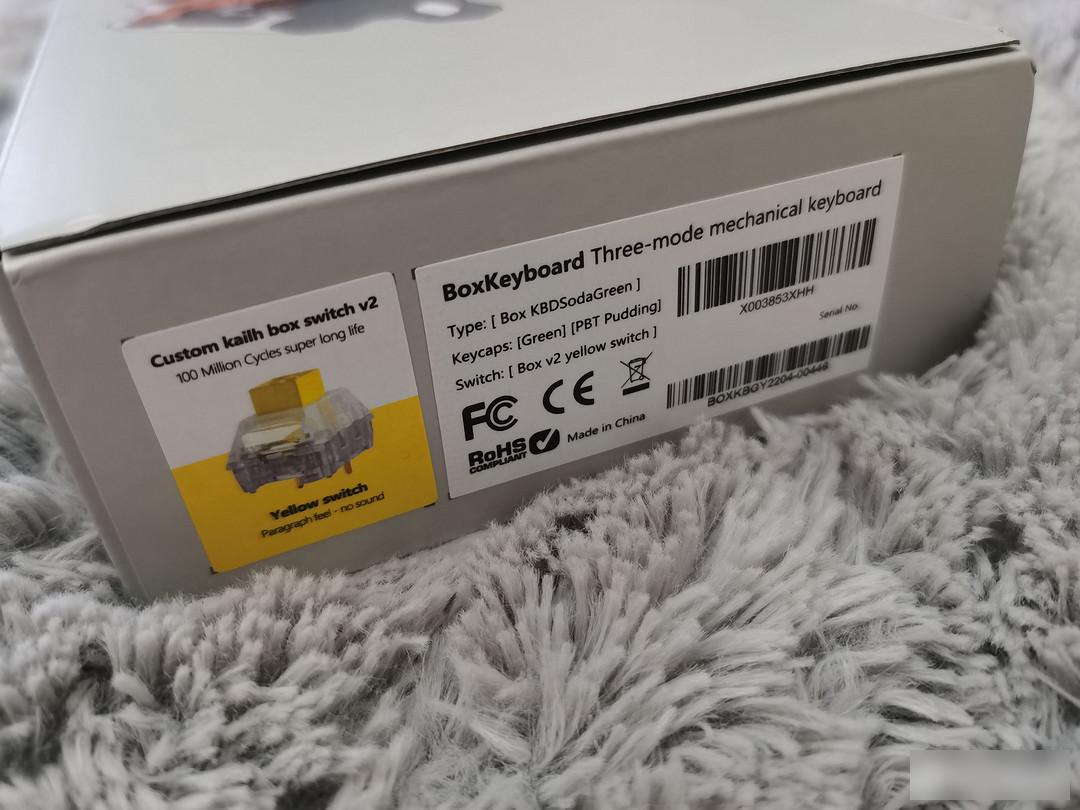 Custom kailh box switch v2
100 Million Cycles super long life
Yellow switch
Paragraph feel - no sound
BoxKeyboard Three-mode mechanical keyboard
Type: [ Box KBDSodaGreen ]
Keycaps: [Green] [PBT Pudding]
Switch: [ Box v2 yellow switch ]
FC CE
RoHS
COMPLIANT
Made in China
X003853XHH
Serial No.
BOXKBGY2204-00446